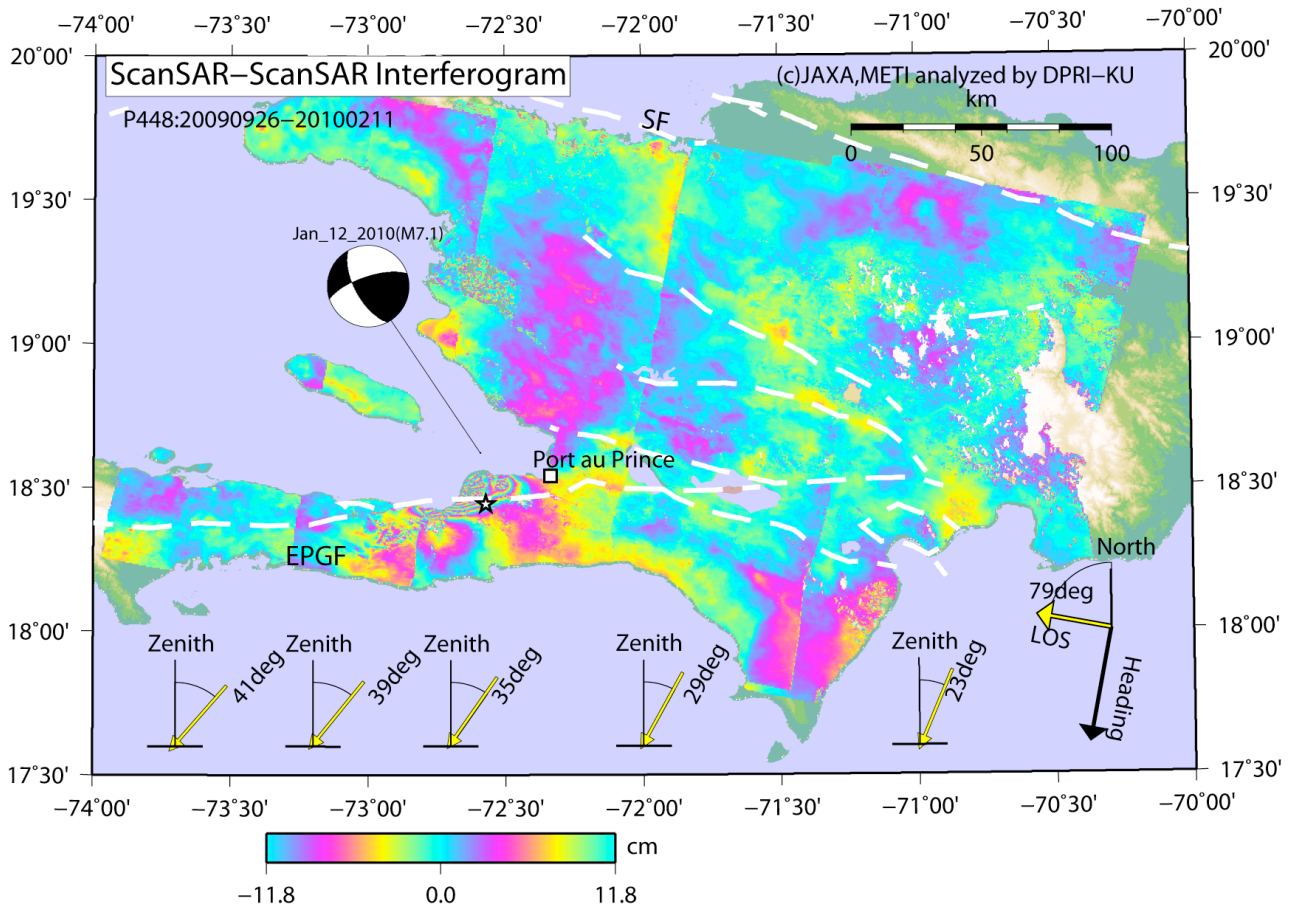 −74˚00' −73˚30' −73˚00' −72˚30' −72˚00' −71˚30' −71˚00' −70˚30' −70˚00'
20˚00' 20˚00'
ScanSAR−ScanSAR Interferogram
(c)JAXA,METI analyzed by DPRI−KU
km
P448:20090926−20100211
SF
0 50 100
19˚30' 19˚30'
Jan_12_2010(M7.1)
19˚00' 19˚00'
Port au Prince
18˚30' 18˚30'
EPGF
North
79deg
LOS
18˚00' 18˚00'
Zenith Zenith Zenith Zenith Zenith
41deg 39deg 35deg 29deg 23deg
Heading
17˚30' 17˚30'
−74˚00' −73˚30' −73˚00' −72˚30' −72˚00' −71˚30' −71˚00' −70˚30' −70˚00'
cm
−11.8 0.0 11.8